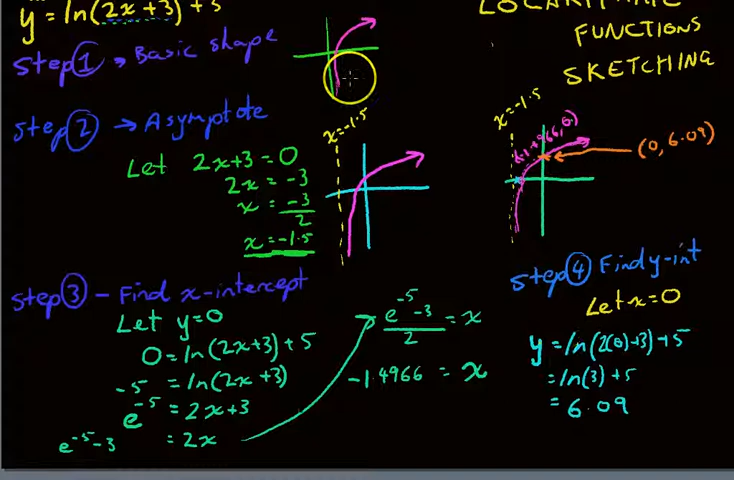 y = ln(2x+3)+5
LOGARITHMIC
FUNCTIONS
SKETCHING
Step 1 → Basic shape
Step 2 → Asymptote
Let 2x+3=0
2x = -3
x = -3/2
x = -1.5
x=-1.5
x=-1.5
(0, 6.09)
Step 3 - Find x-intercept
Let y=0
0 = ln(2x+3)+5
-5 = ln(2x+3)
e^-5 = 2x+3
e^-5 -3 = 2x
e^-5 -3 / 2 = x
-1.4966 = x
Step 4 Find y-int
Let x=0
y = ln(2(0)+3)+5
= ln(3)+5
= 6.09